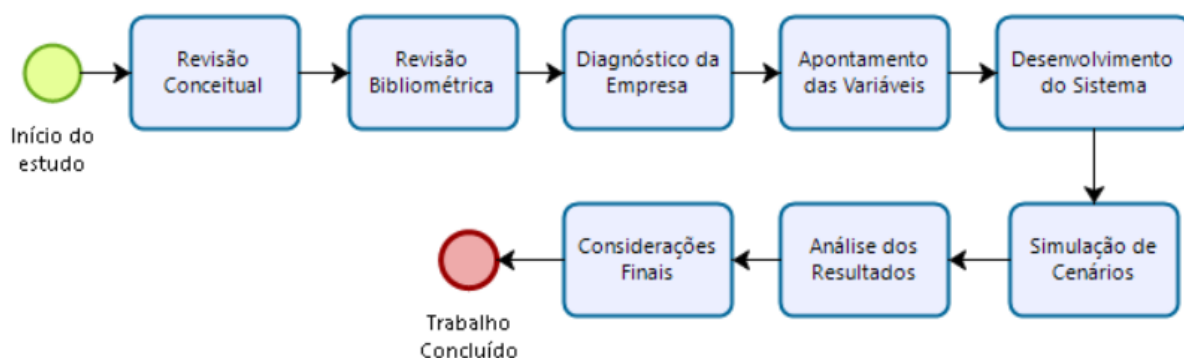 Início do
estudo
Revisão
Conceitual
Revisão
Bibliométrica
Diagnóstico da
Empresa
Apontamento
das Variáveis
Desenvolvimento
do Sistema
Simulação de
Cenários
Análise dos
Resultados
Considerações
Finais
Trabalho
Concluído